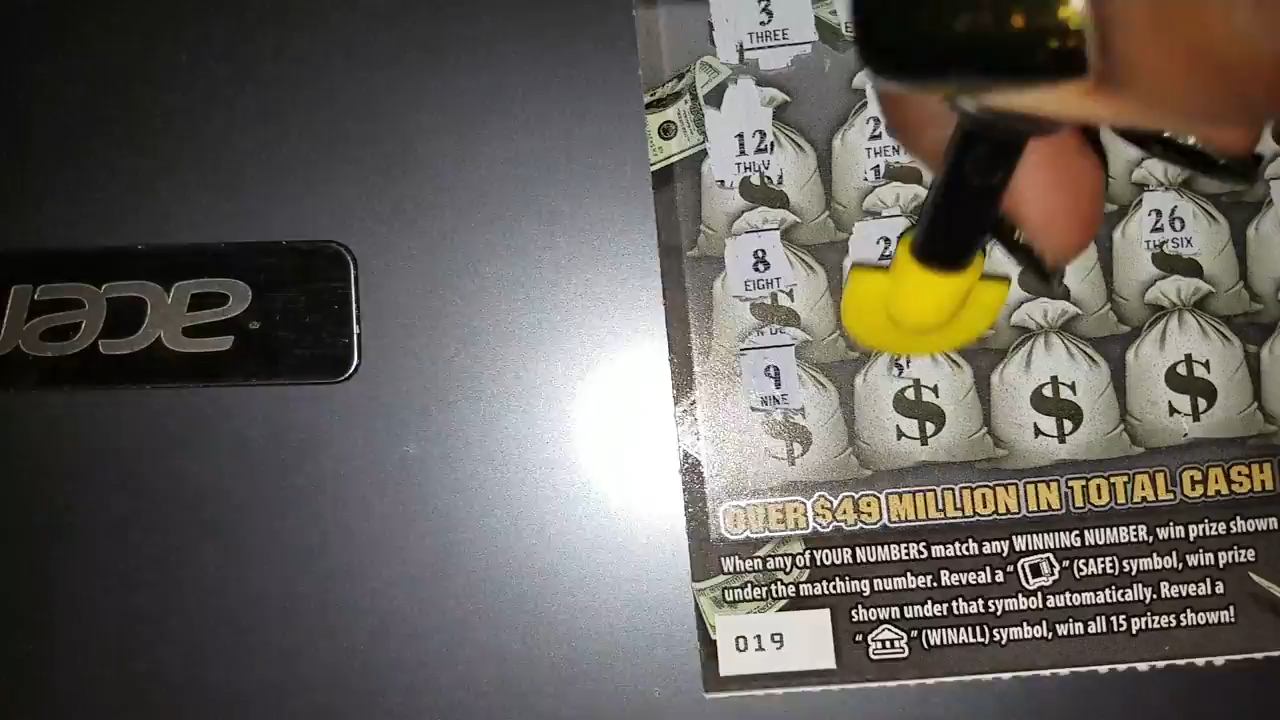 3
THREE
12
8
EIGHT
26
9
NINE
acer
OVER $49 MILLION IN TOTAL CASH
When any of YOUR NUMBERS match any WINNING NUMBER, win prize shown
under the matching number. Reveal a " " (SAFE) symbol, win prize
shown under that symbol automatically. Reveal a
" " (WINALL) symbol, win all 15 prizes shown!
019